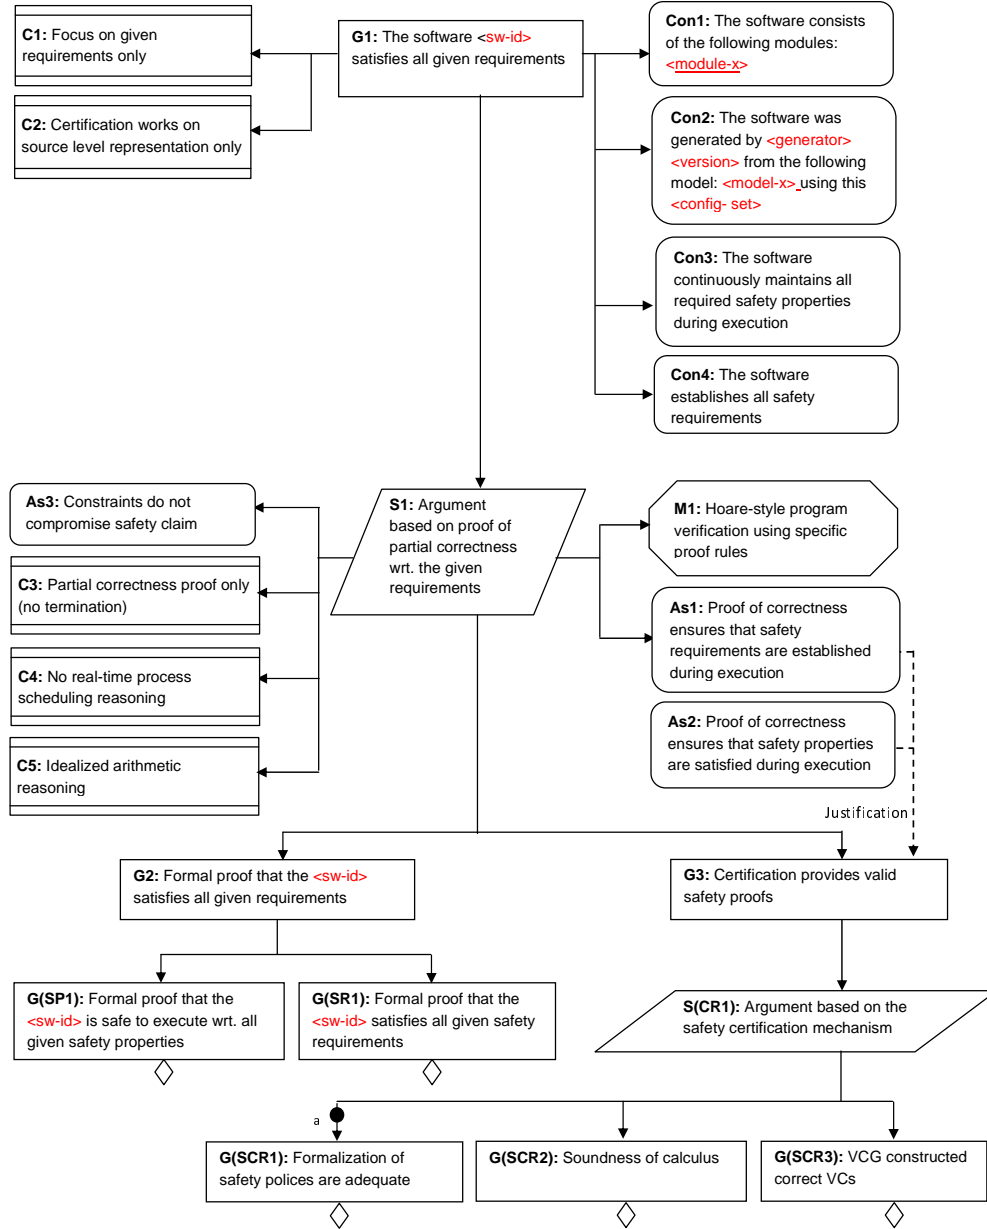 C1: Focus on given
requirements only
C2: Certification works on
source level representation only
G1: The software <sw-id>
satisfies all given requirements
Con1: The software consists
of the following modules:
<module-x>
Con2: The software was
generated by <generator>
<version> from the following
model: <model-x> using this
<config- set>
Con3: The software
continuously maintains all
required safety properties
during execution
Con4: The software
establishes all safety
requirements
As3: Constraints do not
compromise safety claim
C3: Partial correctness proof only
(no termination)
C4: No real-time process
scheduling reasoning
C5: Idealized arithmetic
reasoning
S1: Argument
based on proof of
partial correctness
wrt. the given
requirements
M1: Hoare-style program
verification using specific
proof rules
As1: Proof of correctness
ensures that safety
requirements are established
during execution
As2: Proof of correctness
ensures that safety properties
are satisfied during execution
Justification
G2: Formal proof that the <sw-id>
satisfies all given requirements
G3: Certification provides valid
safety proofs
G(SP1): Formal proof that the
<sw-id> is safe to execute wrt. all
given safety properties
G(SR1): Formal proof that the
<sw-id> satisfies all given safety
requirements
S(CR1): Argument based on the
safety certification mechanism
a
G(SCR1): Formalization of
safety polices are adequate
G(SCR2): Soundness of calculus
G(SCR3): VCG constructed
correct VCs